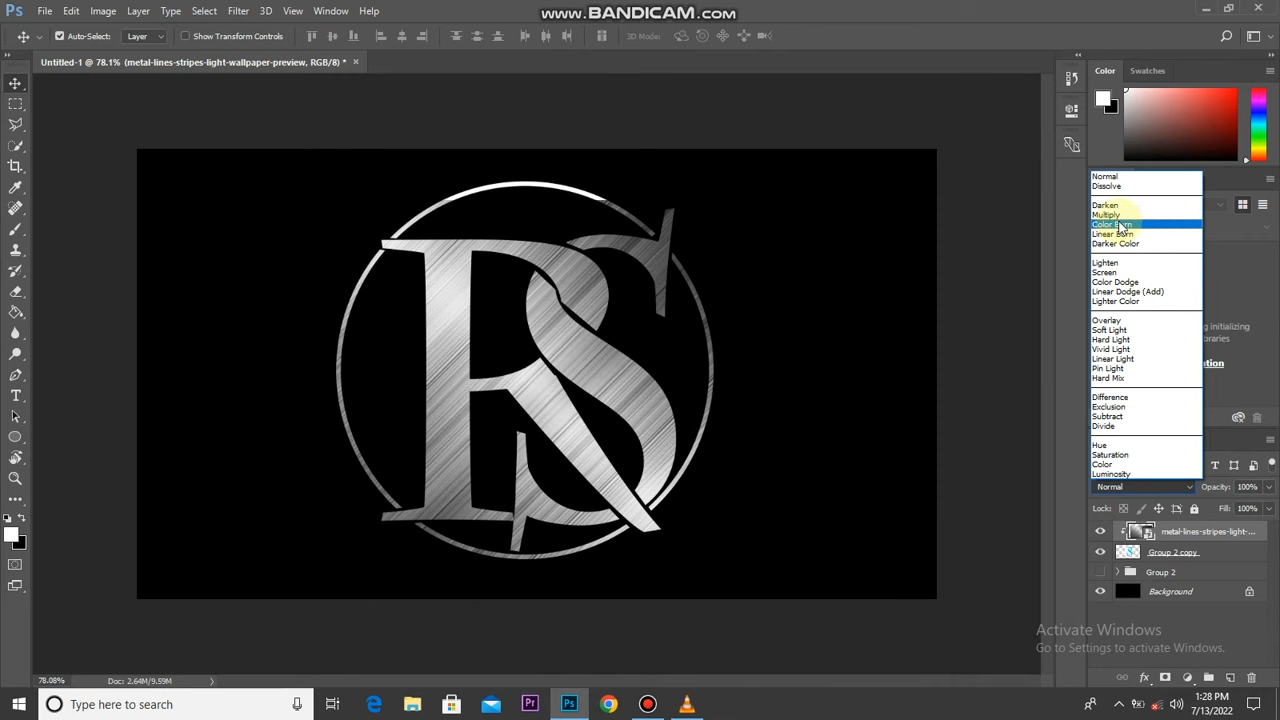 Ps File Edit Image Layer Type Select Filter 3D View Window Help
WWW.BANDICAM.COM
Auto-Select: Layer Show Transform Controls 3D Mode:
Untitled-1 @ 78.1% (metal-lines-stripes-light-wallpaper-preview, RGB/8) *
Color Swatches
RS
Normal
Dissolve
Darken
Multiply
Color Burn
Linear Burn
Darker Color
Lighten
Screen
Color Dodge
Linear Dodge (Add)
Lighter Color
Overlay
Soft Light
Hard Light
Vivid Light
Linear Light
Pin Light
Hard Mix
Difference
Exclusion
Subtract
Divide
Hue
Saturation
Color
Luminosity
initializing
Normal Opacity: 100%
Lock: Fill: 100%
metal-lines-stripes-light-...
Group 2 copy
Group 2
Background
Activate Windows
Go to Settings to activate Windows.
78.08% Doc: 2.64M/9.59M
Type here to search
1:28 PM
7/13/2022